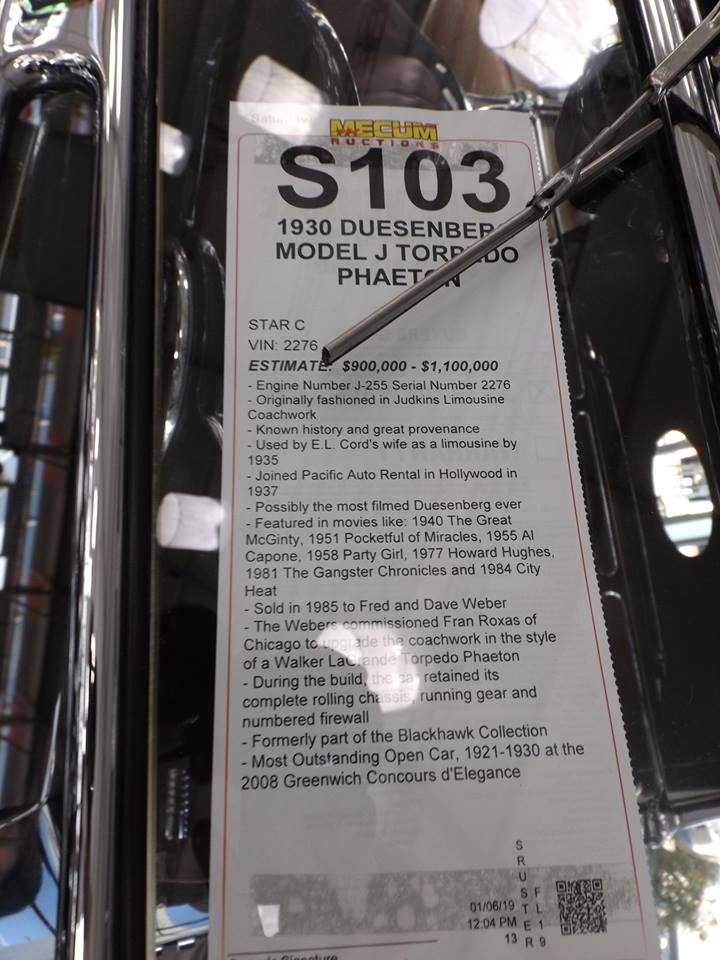 MECUM
AUCTIONS
S103
1930 DUESENBERG
MODEL J TORPEDO
PHAETON
STAR C
VIN: 2276
ESTIMATE: $900,000 - $1,100,000
- Engine Number J-255 Serial Number 2276
- Originally fashioned in Judkins Limousine
Coachwork
- Known history and great provenance
- Used by E.L. Cord's wife as a limousine by
1935
- Joined Pacific Auto Rental in Hollywood in
1937
- Possibly the most filmed Duesenberg ever
- Featured in movies like: 1940 The Great
McGinty, 1951 Pocketful of Miracles, 1955 Al
Capone, 1958 Party Girl, 1977 Howard Hughes,
1981 The Gangster Chronicles and 1984 City
Heat
- Sold in 1985 to Fred and Dave Weber
- The Webers commissioned Fran Roxas of
Chicago to upgrade the coachwork in the style
of a Walker LaGrande Torpedo Phaeton
- During the build, the car retained its
complete rolling chassis, running gear and
numbered firewall
- Formerly part of the Blackhawk Collection
- Most Outstanding Open Car, 1921-1930 at the
2008 Greenwich Concours d'Elegance
01/06/19
12:04 PM
13
SRUSTER
FL19
Signature